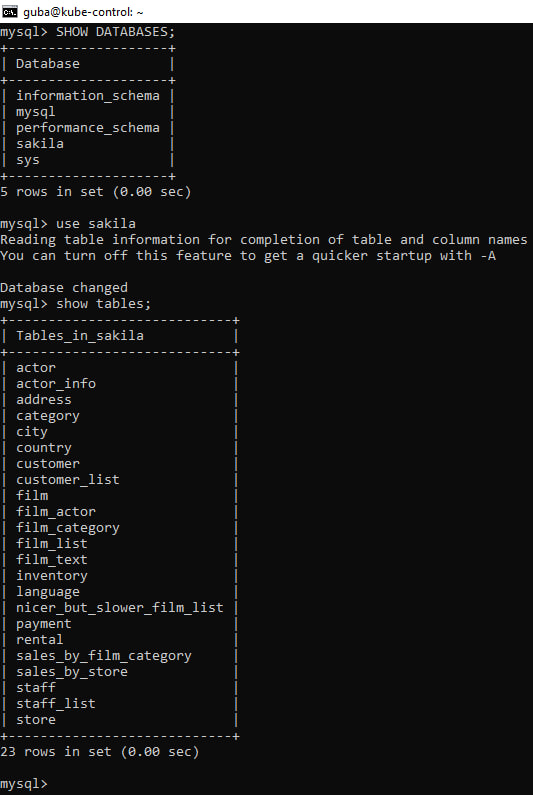 guba@kube-control: ~
mysql> SHOW DATABASES;
+--------------------+
| Database           |
+--------------------+
| information_schema |
| mysql              |
| performance_schema |
| sakila             |
| sys                |
+--------------------+
5 rows in set (0.00 sec)

mysql> use sakila
Reading table information for completion of table and column names
You can turn off this feature to get a quicker startup with -A

Database changed
mysql> show tables;
+----------------------------+
| Tables_in_sakila           |
+----------------------------+
| actor                      |
| actor_info                 |
| address                    |
| category                   |
| city                       |
| country                    |
| customer                   |
| customer_list              |
| film                       |
| film_actor                 |
| film_category              |
| film_list                  |
| film_text                  |
| inventory                  |
| language                   |
| nicer_but_slower_film_list |
| payment                    |
| rental                     |
| sales_by_film_category     |
| sales_by_store             |
| staff                      |
| staff_list                 |
| store                      |
+----------------------------+
23 rows in set (0.00 sec)

mysql>